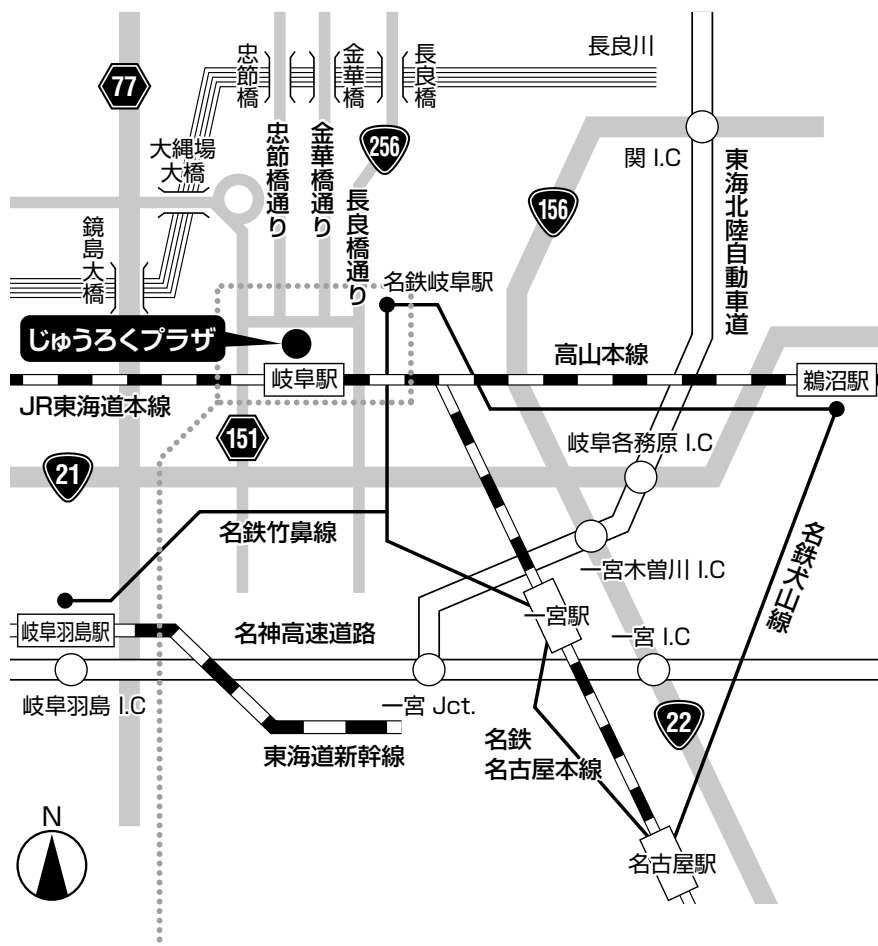 長良川
忠節橋
金華橋
長良橋
77
大縄場
大橋
忠節橋通り
金華橋通り
256
長良橋通り
156
関 I.C
東海北陸自動車道
鏡島大橋
名鉄岐阜駅
じゅうろくプラザ
岐阜駅
高山本線
鵜沼駅
JR東海道本線
151
岐阜各務原 I.C
21
名鉄竹鼻線
一宮木曽川 I.C
名鉄犬山線
岐阜羽島駅
名神高速道路
一宮駅
一宮 I.C
岐阜羽島 I.C
一宮 Jct.
22
東海道新幹線
名鉄
名古屋本線
N
名古屋駅